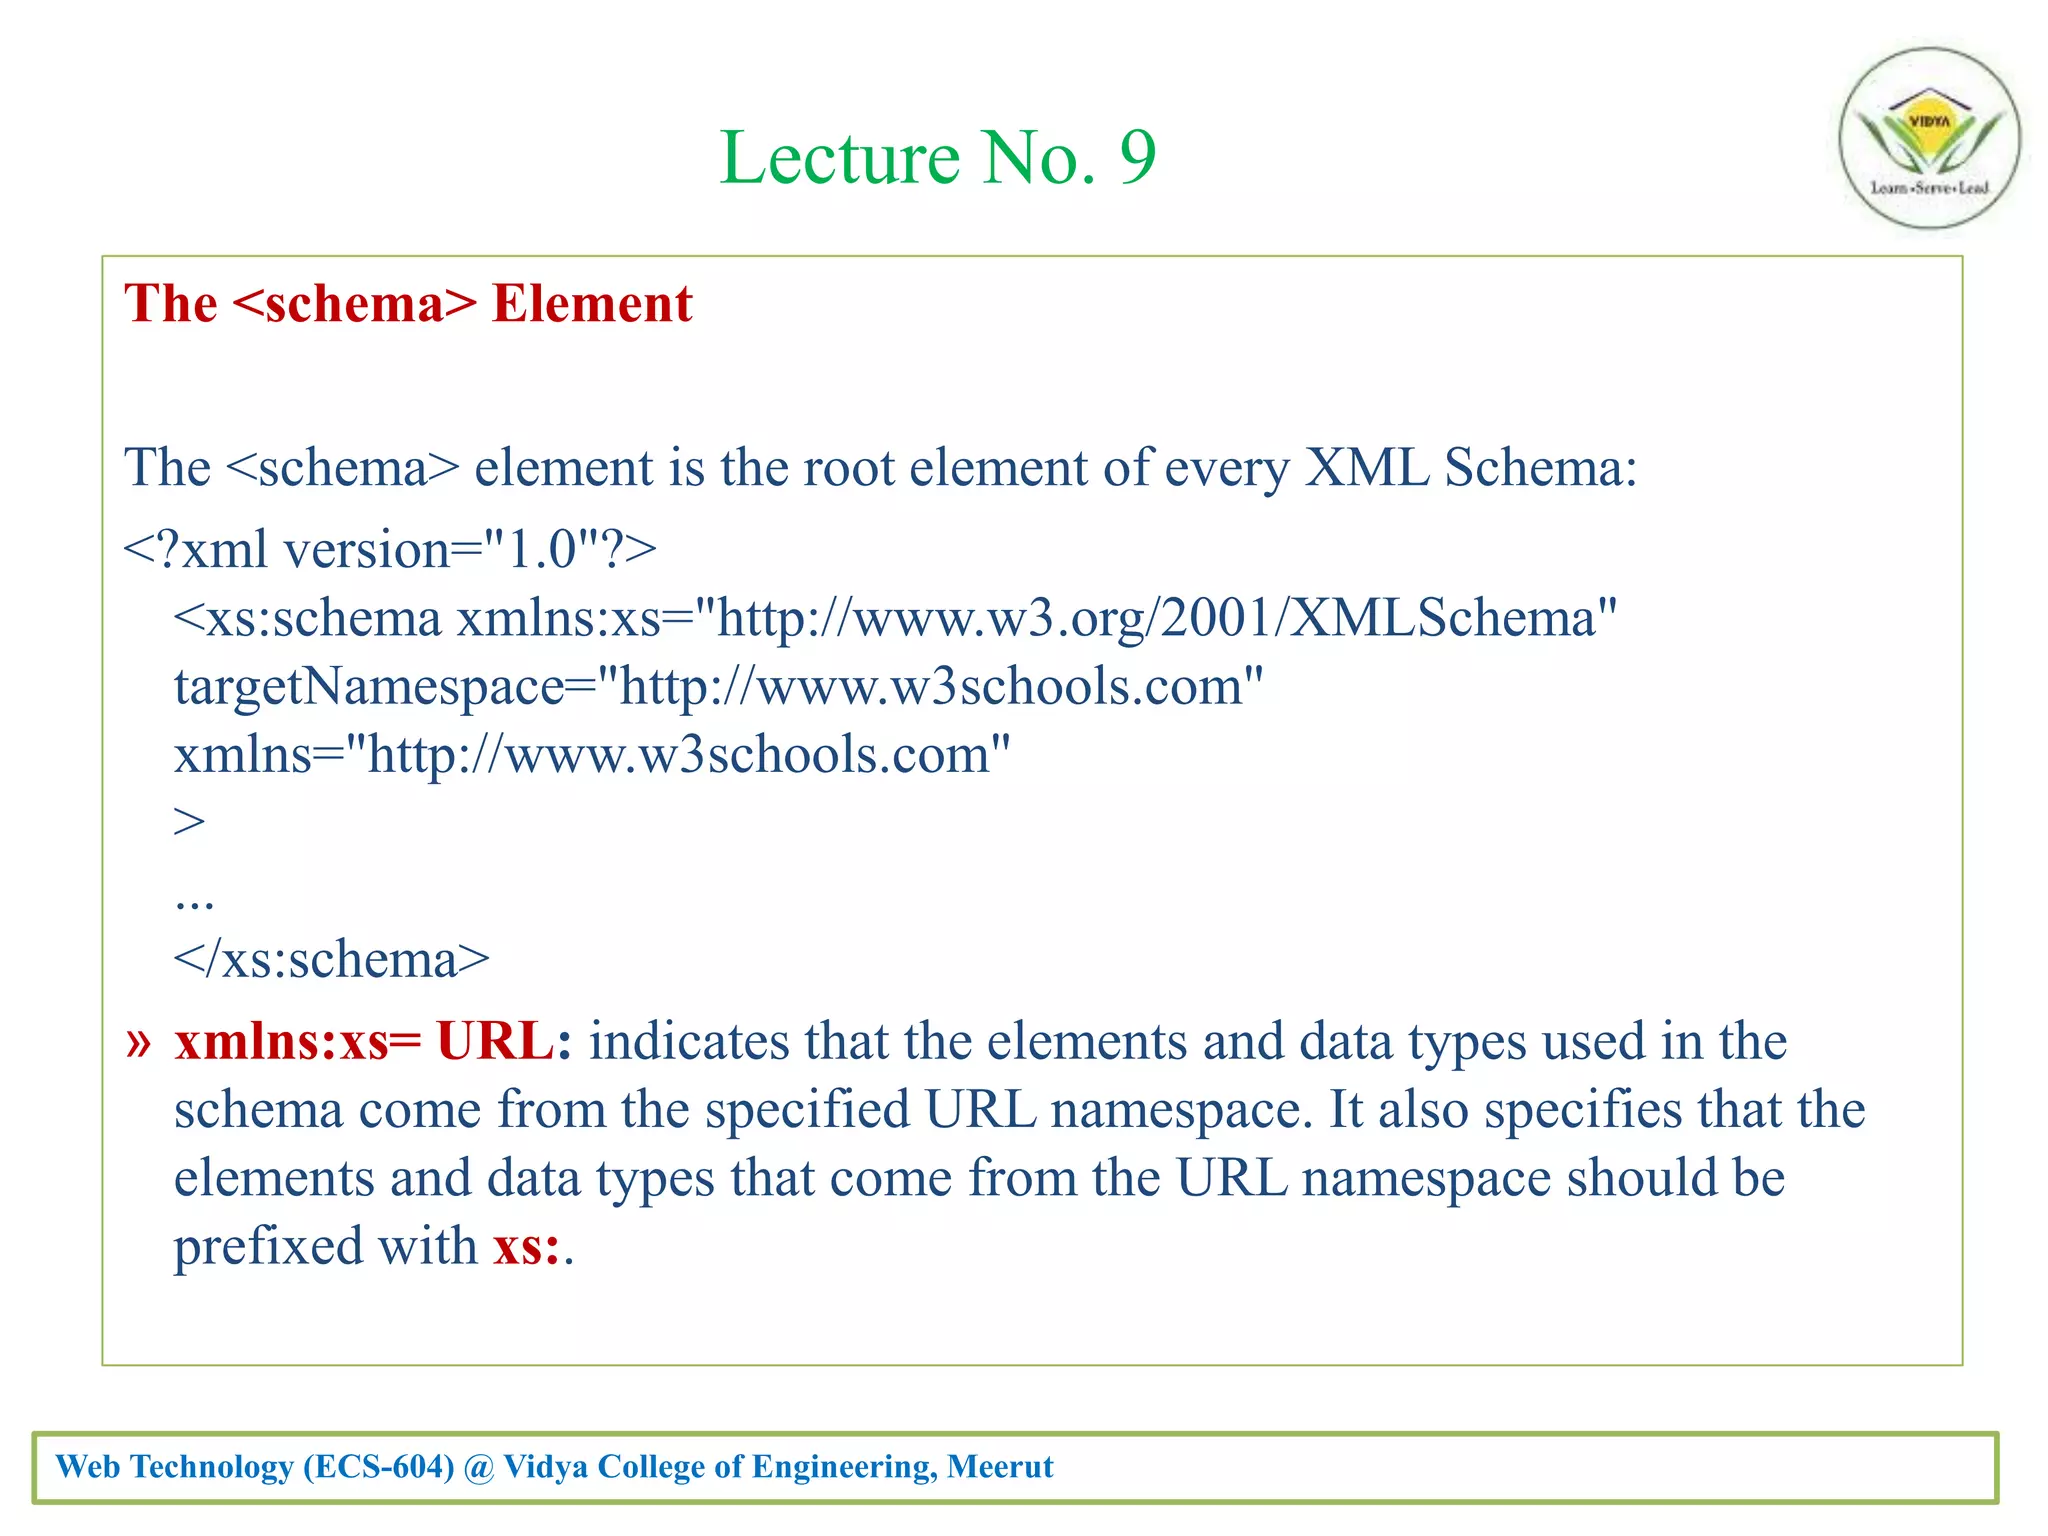 Lecture No. 9
VIDYA
Learn•Serve•Lead
The <schema> Element
The <schema> element is the root element of every XML Schema:
<?xml version="1.0"?>
<xs:schema xmlns:xs="http://www.w3.org/2001/XMLSchema"
targetNamespace="http://www.w3schools.com"
xmlns="http://www.w3schools.com"
>
...
</xs:schema>
» xmlns:xs= URL: indicates that the elements and data types used in the
schema come from the specified URL namespace. It also specifies that the
elements and data types that come from the URL namespace should be
prefixed with xs:.
Web Technology (ECS-604) @ Vidya College of Engineering, Meerut